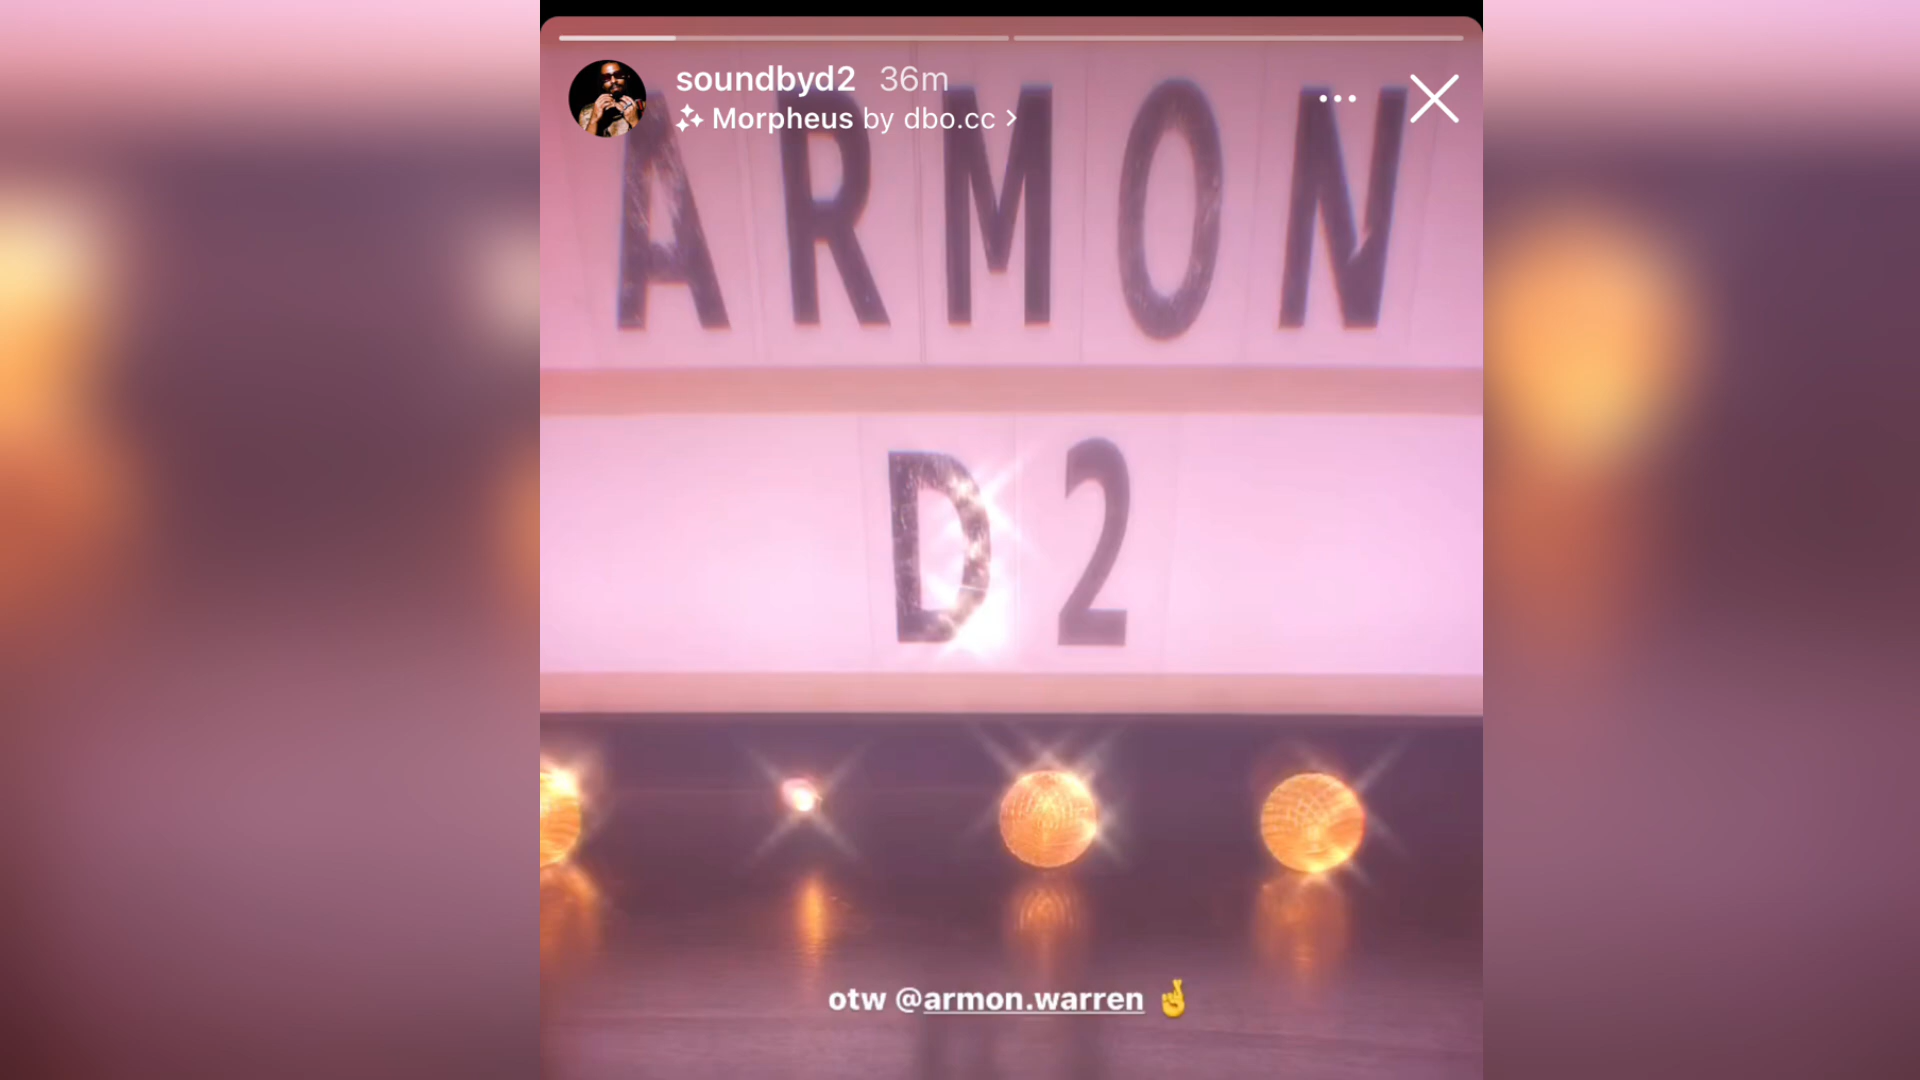 soundbyd2 36m
Morpheus by dbo.cc >
ARMON
D2
otw @armon.warren 🤞